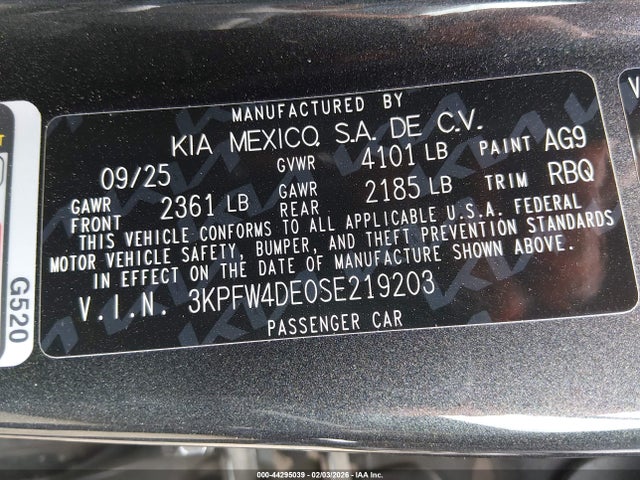 MANUFACTURED BY
KIA MEXICO, S.A. DE C.V.
09/25 GVWR 4101 LB PAINT AG9
GAWR FRONT 2361 LB GAWR REAR 2185 LB TRIM RBQ
THIS VEHICLE CONFORMS TO ALL APPLICABLE U.S.A. FEDERAL
MOTOR VEHICLE SAFETY, BUMPER, AND THEFT PREVENTION STANDARDS
IN EFFECT ON THE DATE OF MANUFACTURE SHOWN ABOVE.
V.I.N. 3KPFW4DE0SE219203
PASSENGER CAR
G520
000-44295039 - 02/03/2026 - IAA, Inc.